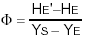 Φ = HE'–HE
YS – YE